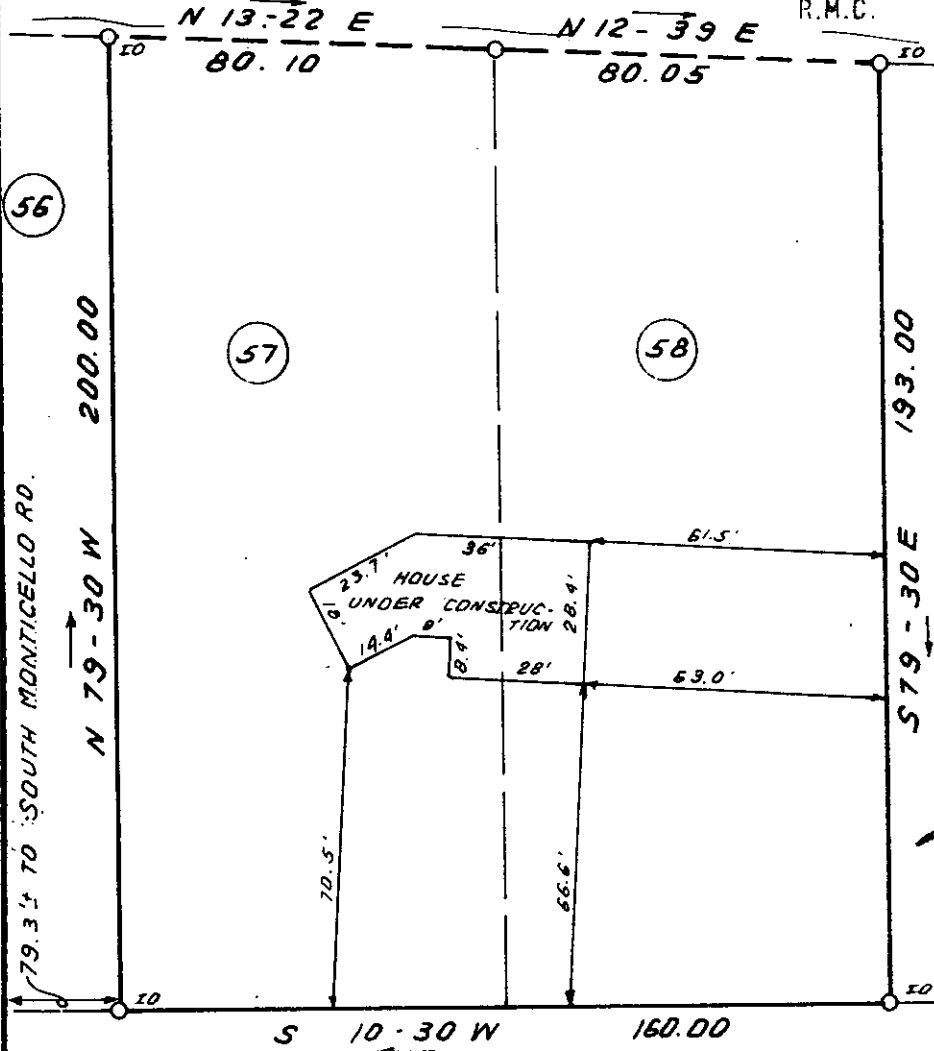 R.M.C.
N 13-22 E
N 12-39 E
IO
80.10
80.05
IO
56
57
58
200.00
193.00
N 79-30 W
S 79-30 E
79.3'± TO SOUTH MONTICELLO RD.
36'
61.5'
23.7'
HOUSE
UNDER CONSTRUC-
TION
28.4'
14.4'
8.4'
28'
63.0'
70.5'
66.6'
IO
IO
S 10-30 W
160.00